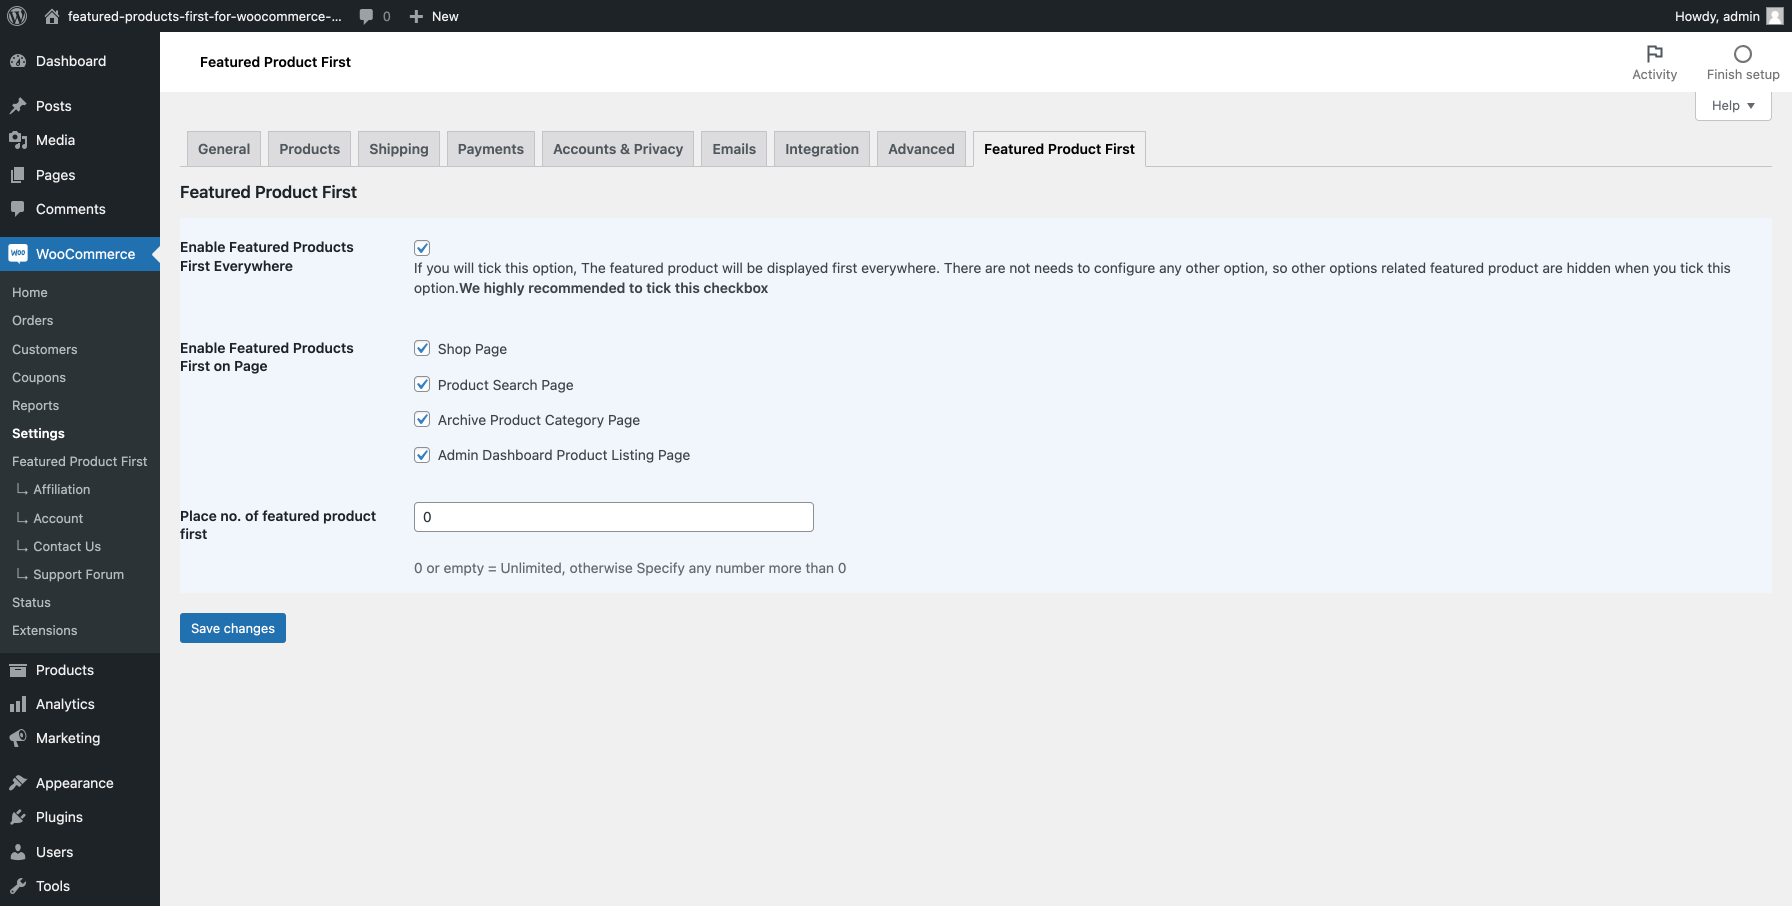 featured-products-first-for-woocommerce-...
0
New
Howdy, admin
Dashboard
Posts
Media
Pages
Comments
WOO
WooCommerce
Home
Orders
Customers
Coupons
Reports
Settings
Featured Product First
Affiliation
Account
Contact Us
Support Forum
Status
Extensions
Products
Analytics
Marketing
Appearance
Plugins
Users
Tools
Featured Product First
Activity
Finish setup
Help
General
Products
Shipping
Payments
Accounts & Privacy
Emails
Integration
Advanced
Featured Product First
Featured Product First
Enable Featured Products
First Everywhere
If you will tick this option, The featured product will be displayed first everywhere. There are not needs to configure any other option, so other options related featured product are hidden when you tick this
option.We highly recommended to tick this checkbox
Enable Featured Products
First on Page
Shop Page
Product Search Page
Archive Product Category Page
Admin Dashboard Product Listing Page
Place no. of featured product
first
0
0 or empty = Unlimited, otherwise Specify any number more than 0
Save changes